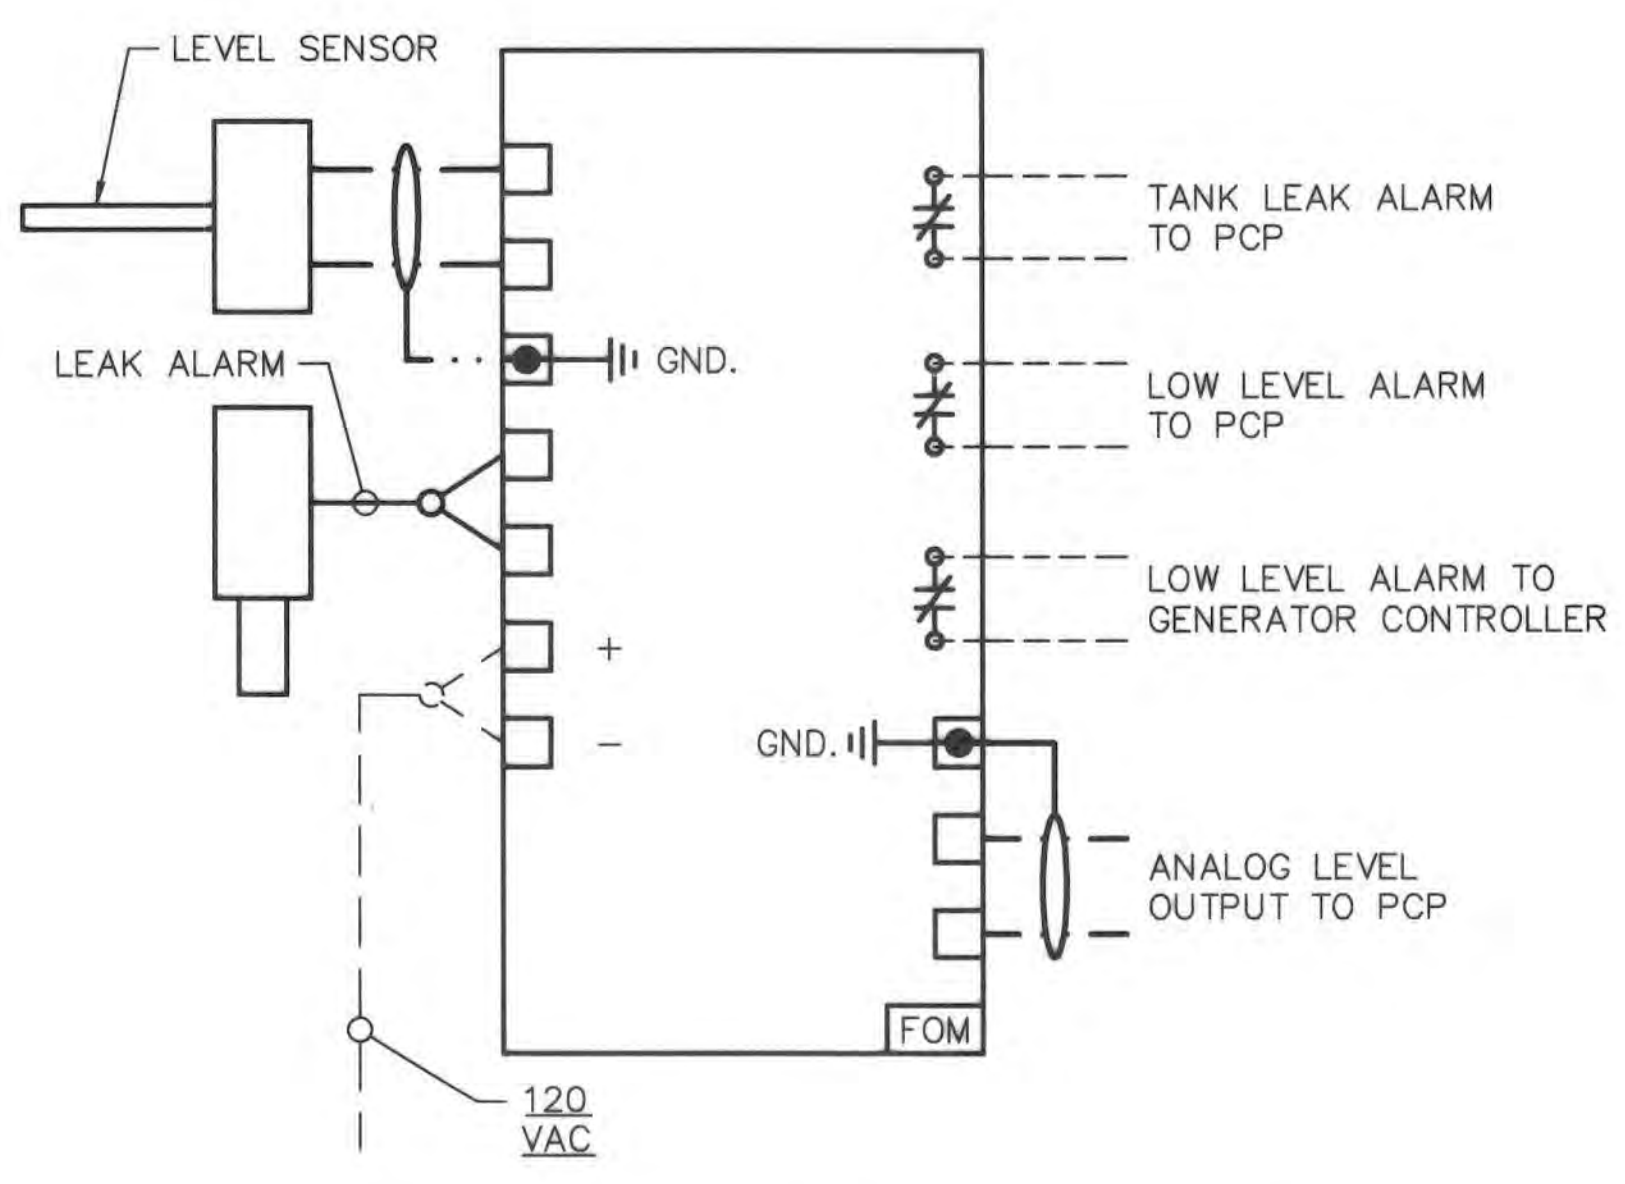 LEVEL SENSOR
TANK LEAK ALARM
TO PCP
LEAK ALARM
GND.
LOW LEVEL ALARM
TO PCP
LOW LEVEL ALARM TO
GENERATOR CONTROLLER
+
-
GND.
ANALOG LEVEL
OUTPUT TO PCP
FOM
120
VAC